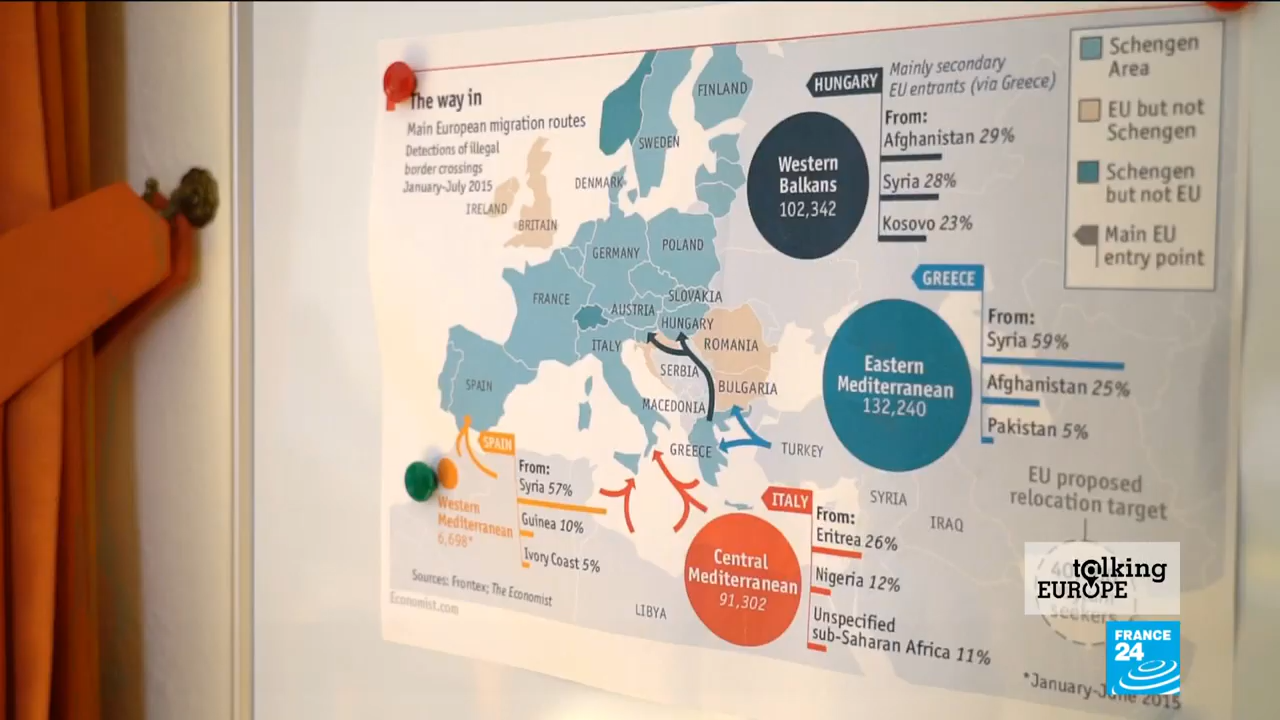 The way in
Main European migration routes
Detections of illegal
border crossings
January-July 2015
IRELAND
BRITAIN
DENMARK
SWEDEN
FINLAND
GERMANY
POLAND
FRANCE
AUSTRIA
SLOVAKIA
HUNGARY
ITALY
ROMANIA
SERBIA
SPAIN
BULGARIA
MACEDONIA
GREECE
TURKEY
SYRIA
IRAQ
LIBYA
HUNGARY
Mainly secondary
EU entrants (via Greece)
Western
Balkans
102,342
From:
Afghanistan 29%
Syria 28%
Kosovo 23%
Schengen
Area
EU but not
Schengen
Schengen
but not EU
Main EU
entry point
GREECE
Eastern
Mediterranean
132,240
From:
Syria 59%
Afghanistan 25%
Pakistan 5%
SPAIN
Western
Mediterranean
6,698*
From:
Syria 57%
Guinea 10%
Ivory Coast 5%
ITALY
Central
Mediterranean
91,302
From:
Eritrea 26%
Nigeria 12%
Unspecified
sub-Saharan Africa 11%
EU proposed
relocation target
seekers
Sources: Frontex; The Economist
Economist.com
*January-June 2015
t@lking
EUROPE
FRANCE
24